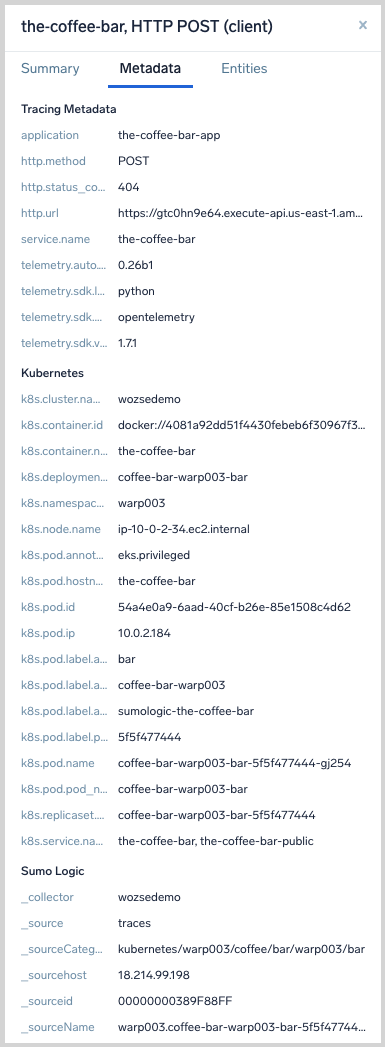 the-coffee-bar, HTTP POST (client) x
Summary Metadata Entities
Tracing Metadata
application the-coffee-bar-app
http.method POST
http.status_co... 404
http.url https://gtc0hn9e64.execute-api.us-east-1.am...
service.name the-coffee-bar
telemetry.auto.... 0.26b1
telemetry.sdk.l... python
telemetry.sdk.... opentelemetry
telemetry.sdk.v... 1.7.1
Kubernetes
k8s.cluster.na... wozsedemo
k8s.container.id docker://4081a92dd51f4430febeb6f30967f3...
k8s.container.n... the-coffee-bar
k8s.deploymen... coffee-bar-warp003-bar
k8s.namespac... warp003
k8s.node.name ip-10-0-2-34.ec2.internal
k8s.pod.annot... eks.privileged
k8s.pod.hostn... the-coffee-bar
k8s.pod.id 54a4e0a9-6aad-40cf-b26e-85e1508c4d62
k8s.pod.ip 10.0.2.184
k8s.pod.label.a... bar
k8s.pod.label.a... coffee-bar-warp003
k8s.pod.label.a... sumologic-the-coffee-bar
k8s.pod.label.p... 5f5f477444
k8s.pod.name coffee-bar-warp003-bar-5f5f477444-gj254
k8s.pod.pod_n... coffee-bar-warp003-bar
k8s.replicaset.... coffee-bar-warp003-bar-5f5f477444
k8s.service.na... the-coffee-bar, the-coffee-bar-public
Sumo Logic
_collector wozsedemo
_source traces
_sourceCateg... kubernetes/warp003/coffee/bar/warp003/bar
_sourcehost 18.214.99.198
_sourceid 00000000389F88FF
_sourceName warp003.coffee-bar-warp003-bar-5f5f47744...